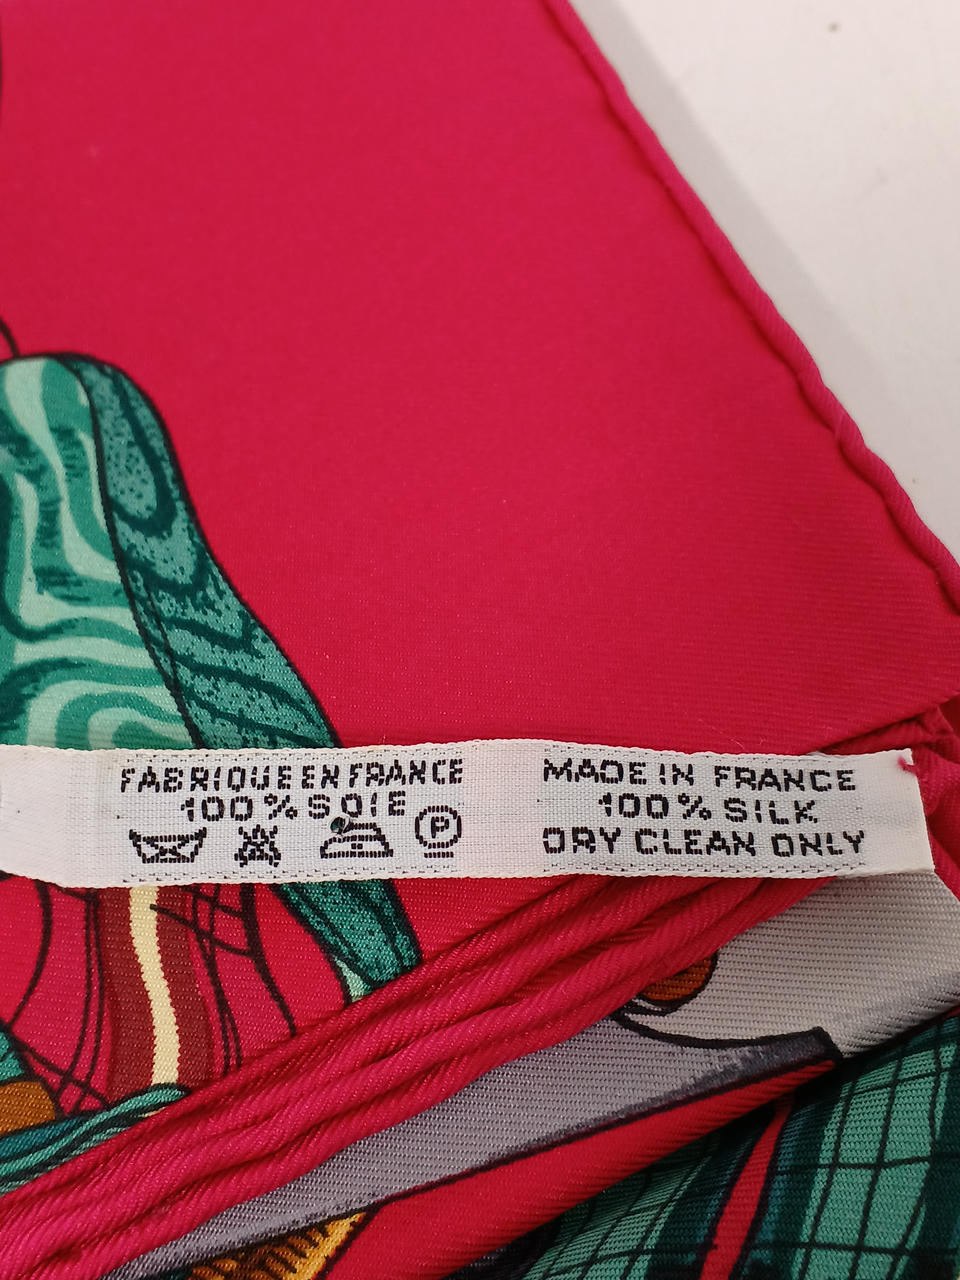 FABRIQUE EN FRANCE
100% SOIE
P
MADE IN FRANCE
100% SILK
DRY CLEAN ONLY